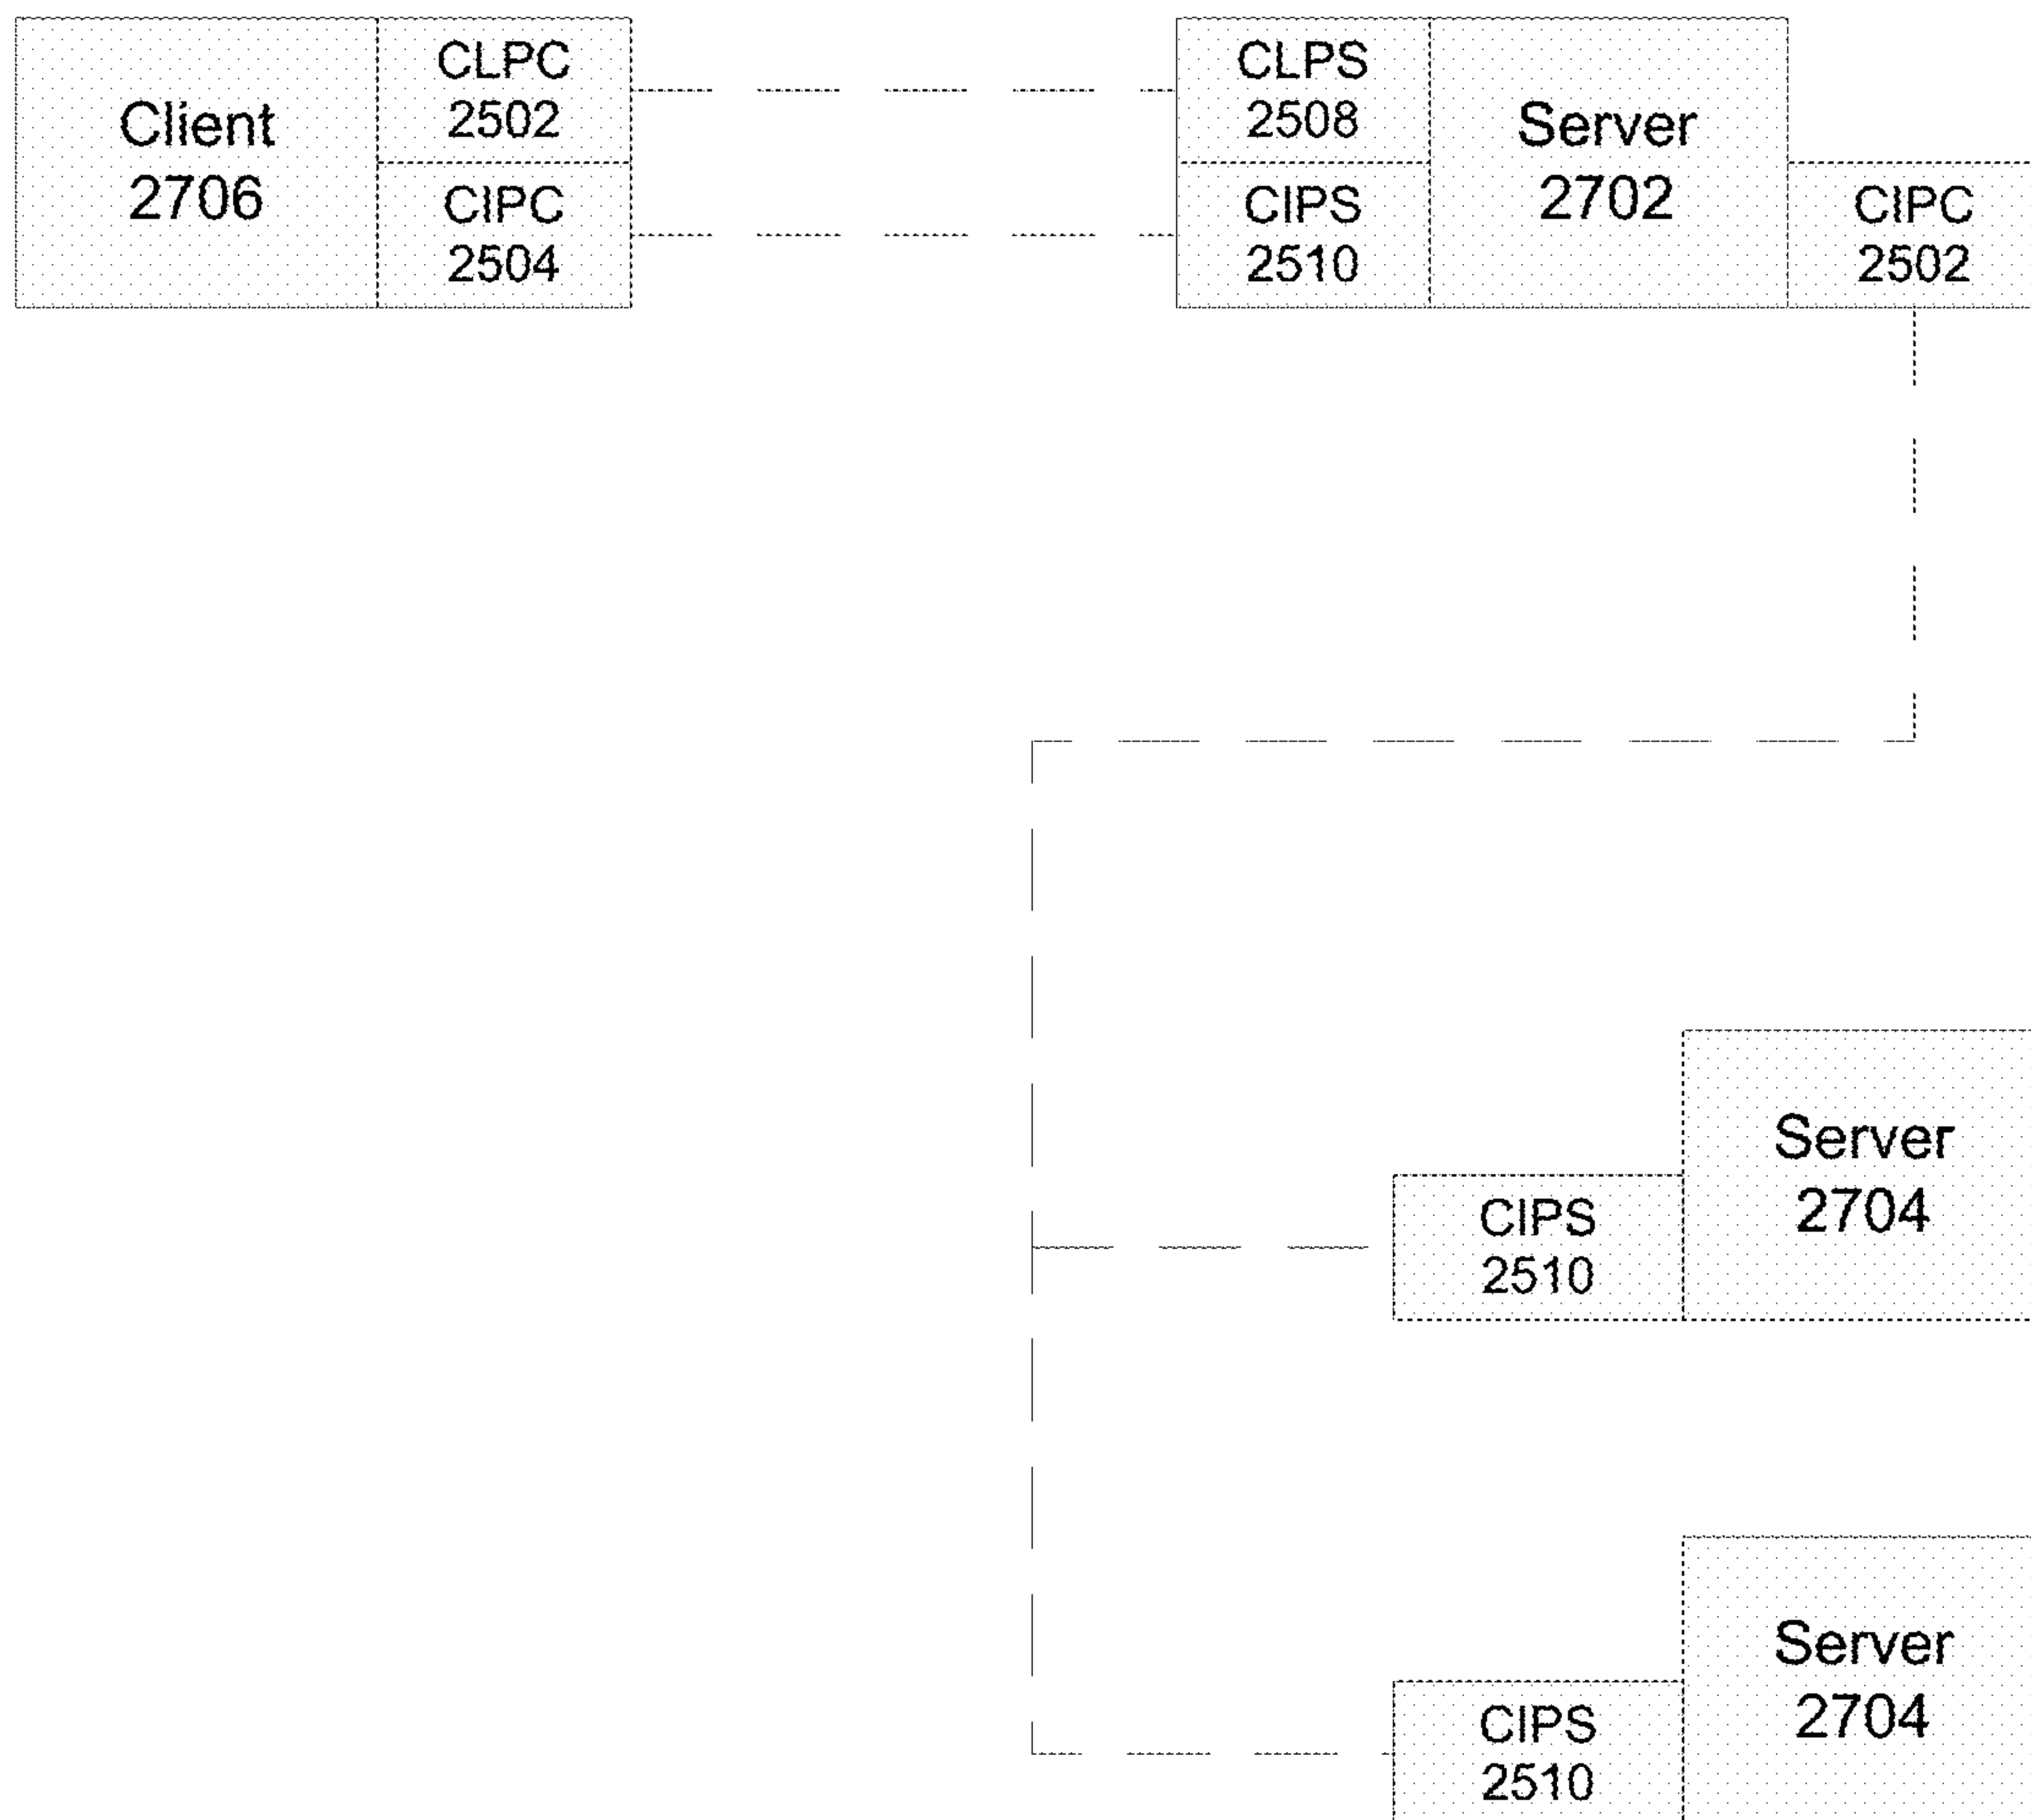 Client
2706
CLPC
2502
CIPC
2504
CLPS
2508
CIPS
2510
Server
2702
CIPC
2502
CIPS
2510
Server
2704
CIPS
2510
Server
2704